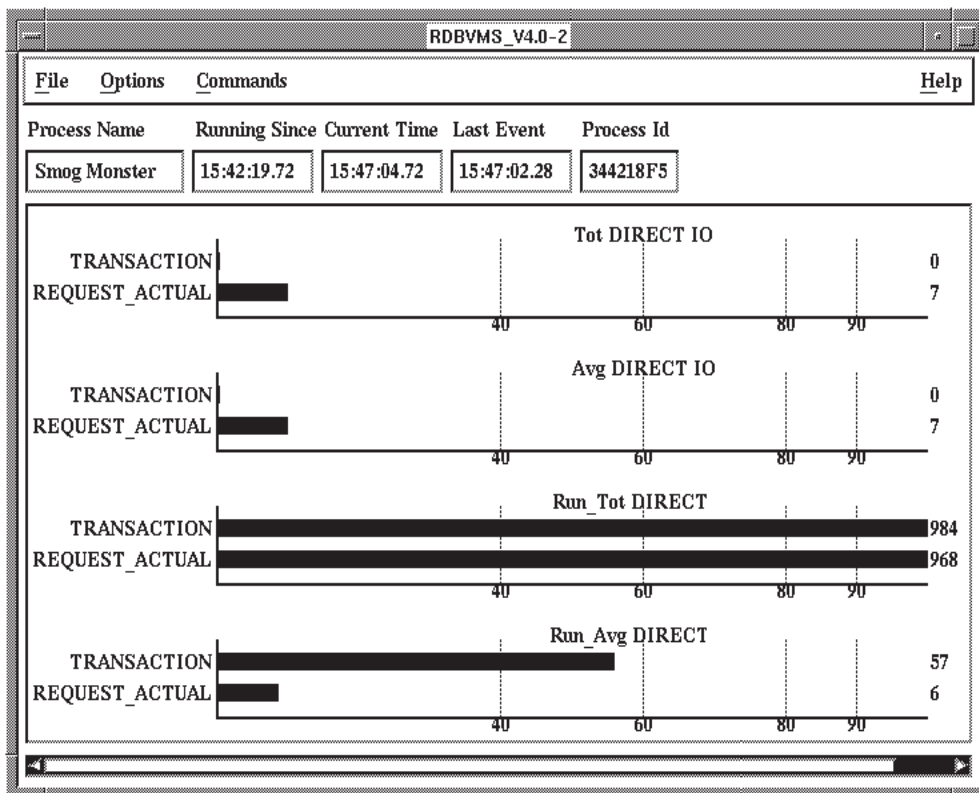 RDBVMS_V4.0-2
File Options Commands Help
Process Name Running Since Current Time Last Event Process Id
Smog Monster 15:42:19.72 15:47:04.72 15:47:02.28 344218F5
Tot DIRECT IO
TRANSACTION 0
REQUEST_ACTUAL 7
40 60 80 90
Avg DIRECT IO
TRANSACTION 0
REQUEST_ACTUAL 7
40 60 80 90
Run_Tot DIRECT
TRANSACTION 984
REQUEST_ACTUAL 968
40 60 80 90
Run_Avg DIRECT
TRANSACTION 57
REQUEST_ACTUAL 6
40 60 80 90